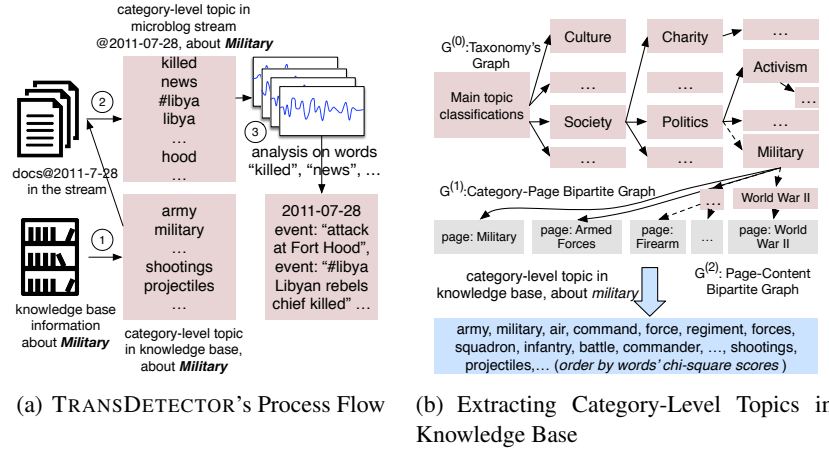 category-level topic in
microblog stream
@2011-07-28, about Military
killed
news
#libya
libya
...
hood
...
2
docs@2011-7-28
in the stream
3
analysis on words
“killed”, “news”, ...
1
army
military
...
shootings
projectiles
...
knowledge base
information
about Military
category-level topic
in knowledge base,
about Military
2011-07-28
event: “attack
at Fort Hood”,
event: “#libya
Libyan rebels
chief killed” ...
(a) TRANSDETECTOR’s Process Flow
G(0):Taxonomy’s
Graph
Main topic
classifications
Culture
...
Society
...
Charity
...
Politics
...
...
Activism
...
...
Military
G(1):Category-Page Bipartite Graph
...
World War II
page: Military
page: Armed
Forces
page:
Firearm
...
page: World
War II
category-level topic in
knowledge base, about military
G(2): Page-Content
Bipartite Graph
army, military, air, command, force, regiment, forces,
squadron, infantry, battle, commander, ..., shootings,
projectiles,... (order by words’ chi-square scores )
(b) Extracting Category-Level Topics in
Knowledge Base